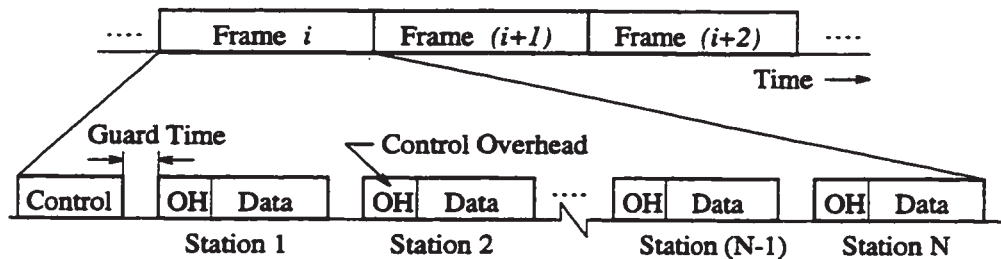 .... Frame i Frame (i+1) Frame (i+2) ....
Time
Guard Time
Control Overhead
Control OH Data OH Data .... OH Data OH Data
Station 1 Station 2 Station (N-1) Station N